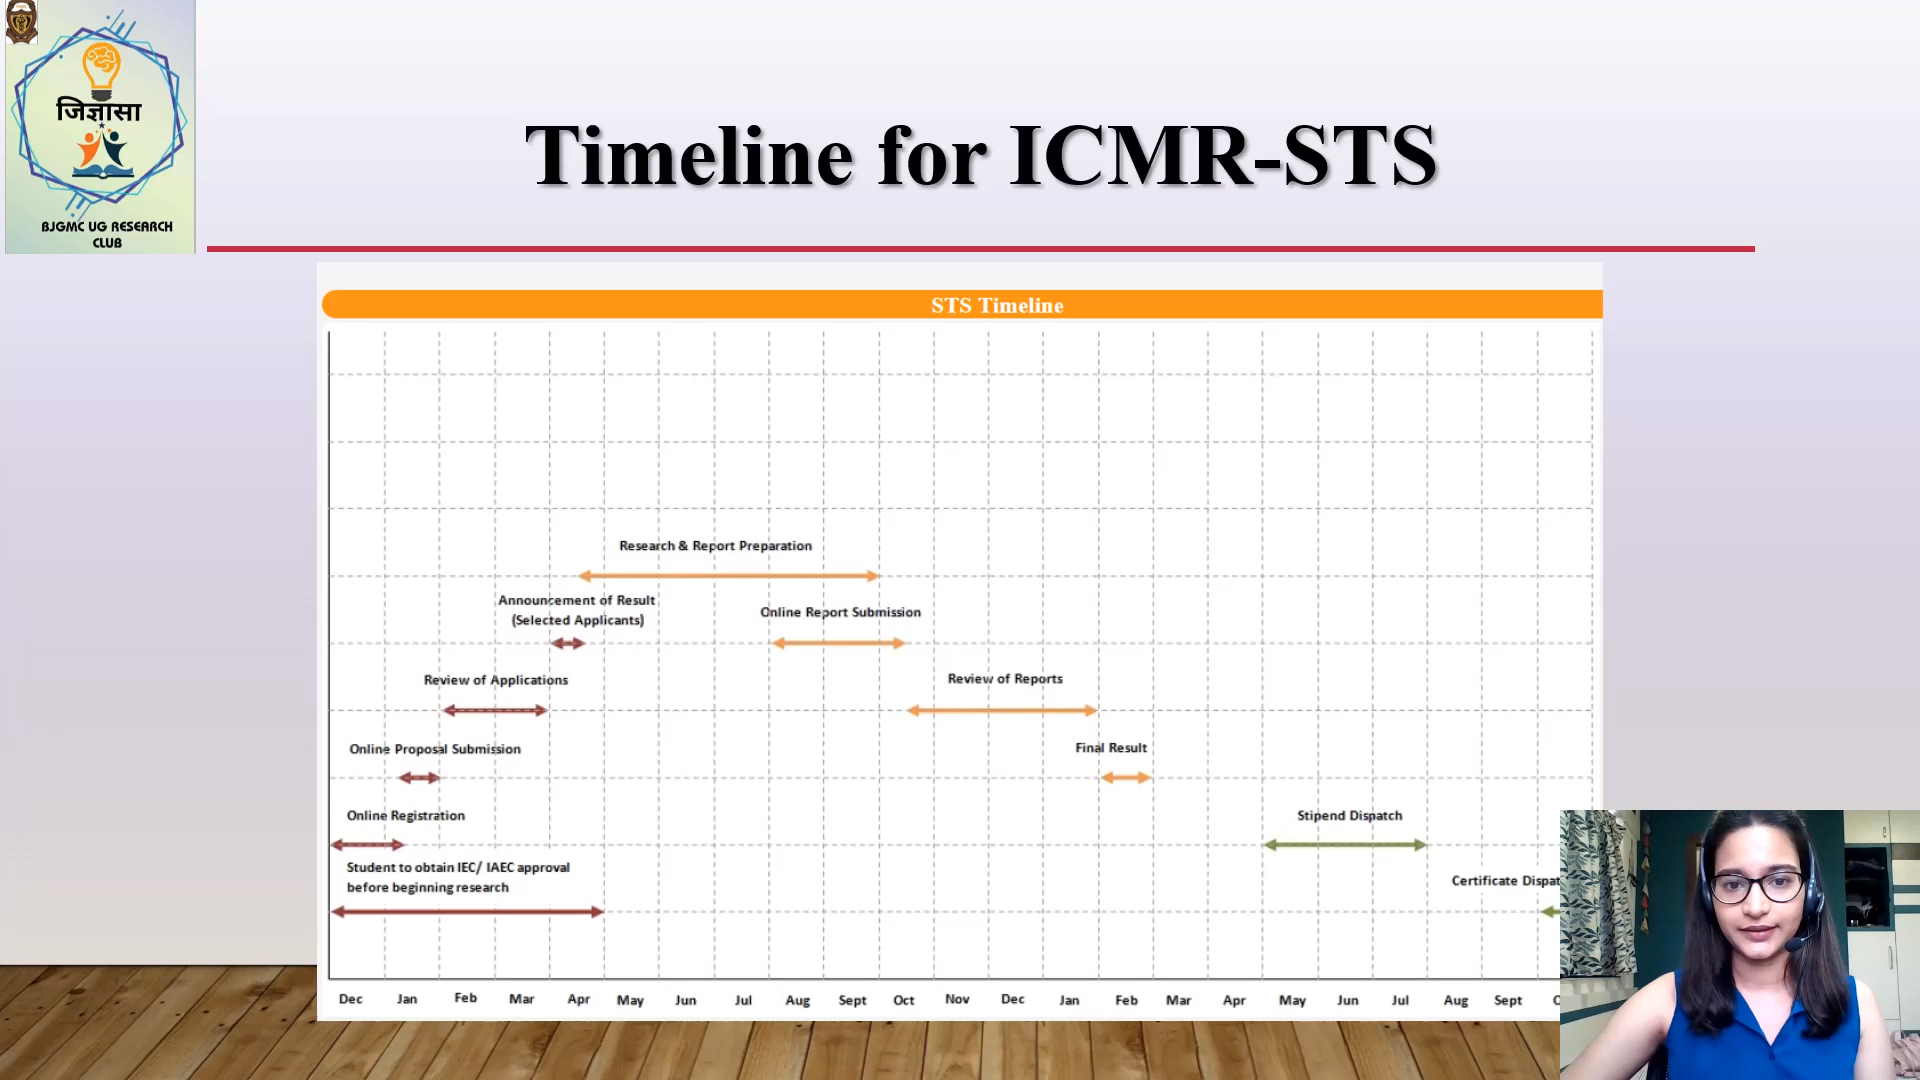 जिज्ञासा
BJGMC UG RESEARCH
CLUB
Timeline for ICMR-STS
STS Timeline
Research & Report Preparation
Announcement of Result
(Selected Applicants)
Online Report Submission
Review of Applications
Review of Reports
Online Proposal Submission
Final Result
Online Registration
Stipend Dispatch
Student to obtain IEC/ IAEC approval
before beginning research
Certificate
Dec Jan Feb Mar Apr May Jun Jul Aug Sept Oct Nov Dec Jan Feb Mar Apr May Jun Jul Aug Sept